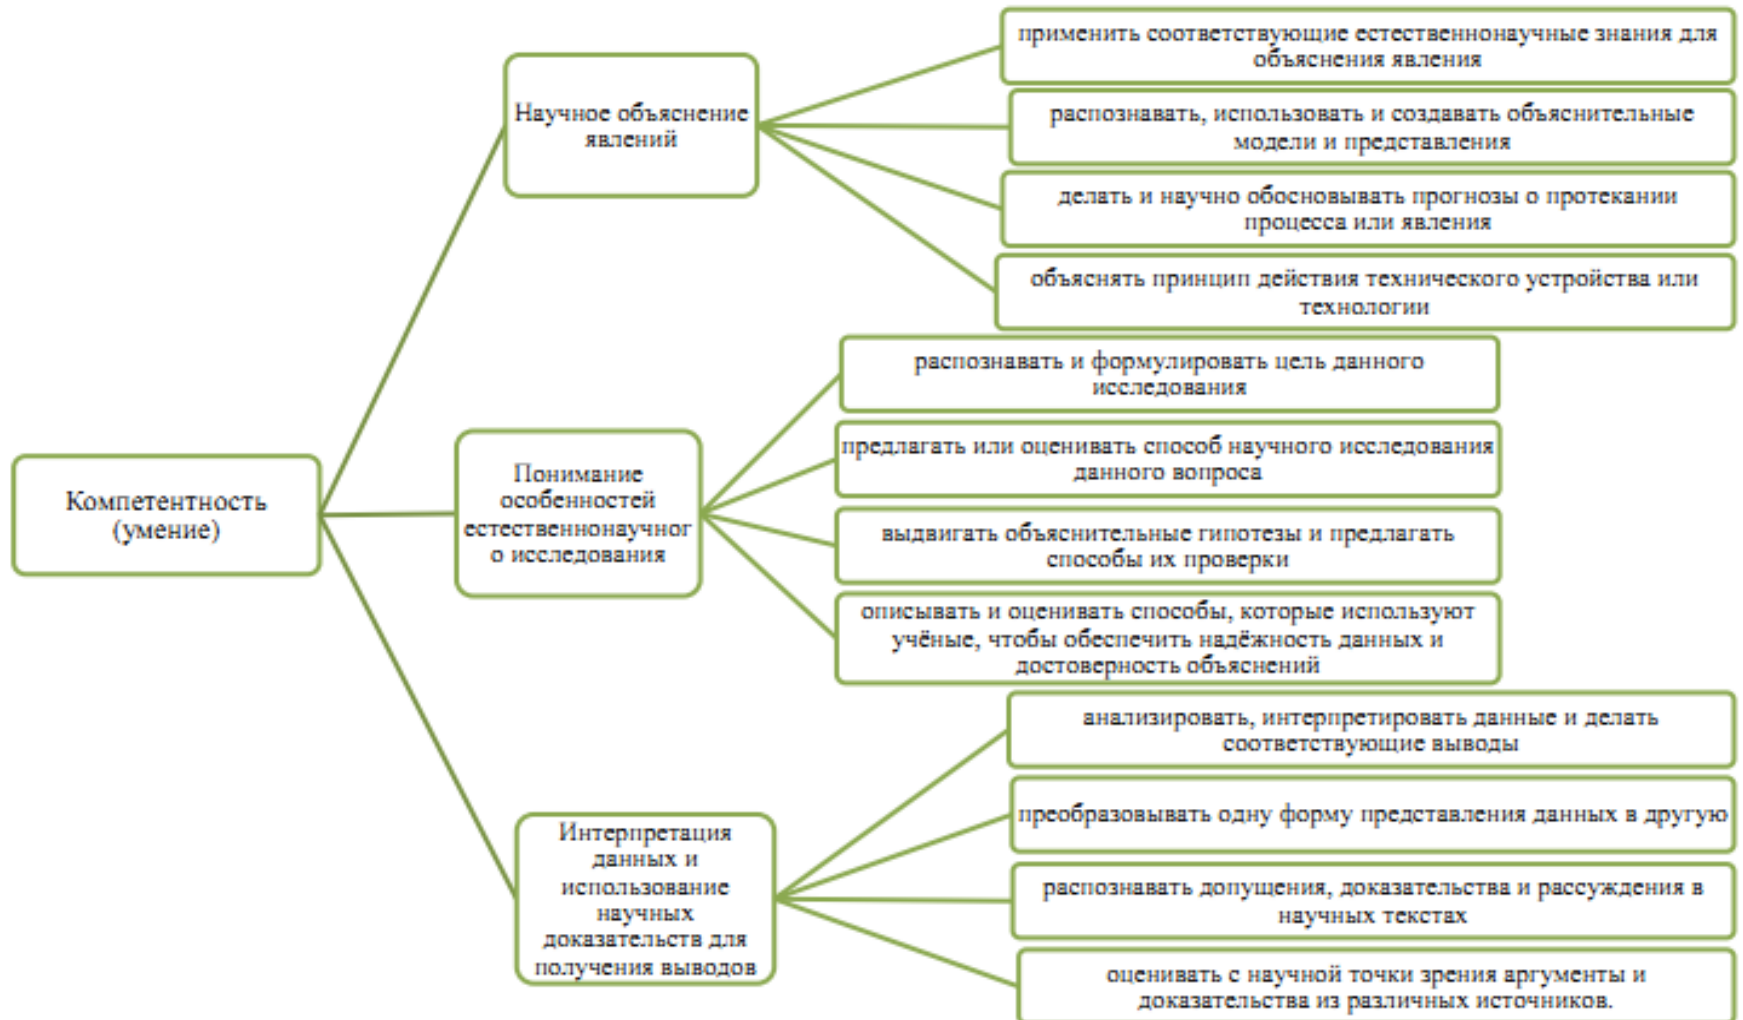 применить соответствующие естественнонаучные знания для
объяснения явления
Научное объяснение
явлений
распознавать, использовать и создавать объяснительные
модели и представления
делать и научно обосновывать прогнозы о протекании
процесса или явления
объяснять принцип действия технического устройства или
технологии
распознавать и формулировать цель данного
исследования
предлагать или оценивать способ научного исследования
данного вопроса
Компетентность
(умение)
Понимание
особенностей
естественнонаучног
о исследования
выдвигать объяснительные гипотезы и предлагать
способы их проверки
описывать и оценивать способы, которые используют
учёные, чтобы обеспечить надёжность данных и
достоверность объяснений
анализировать, интерпретировать данные и делать
соответствующие выводы
преобразовывать одну форму представления данных в другую
Интерпретация
данных и
использование
научных
доказательств для
получения выводов
распознавать допущения, доказательства и рассуждения в
научных текстах
оценивать с научной точки зрения аргументы и
доказательства из различных источников.